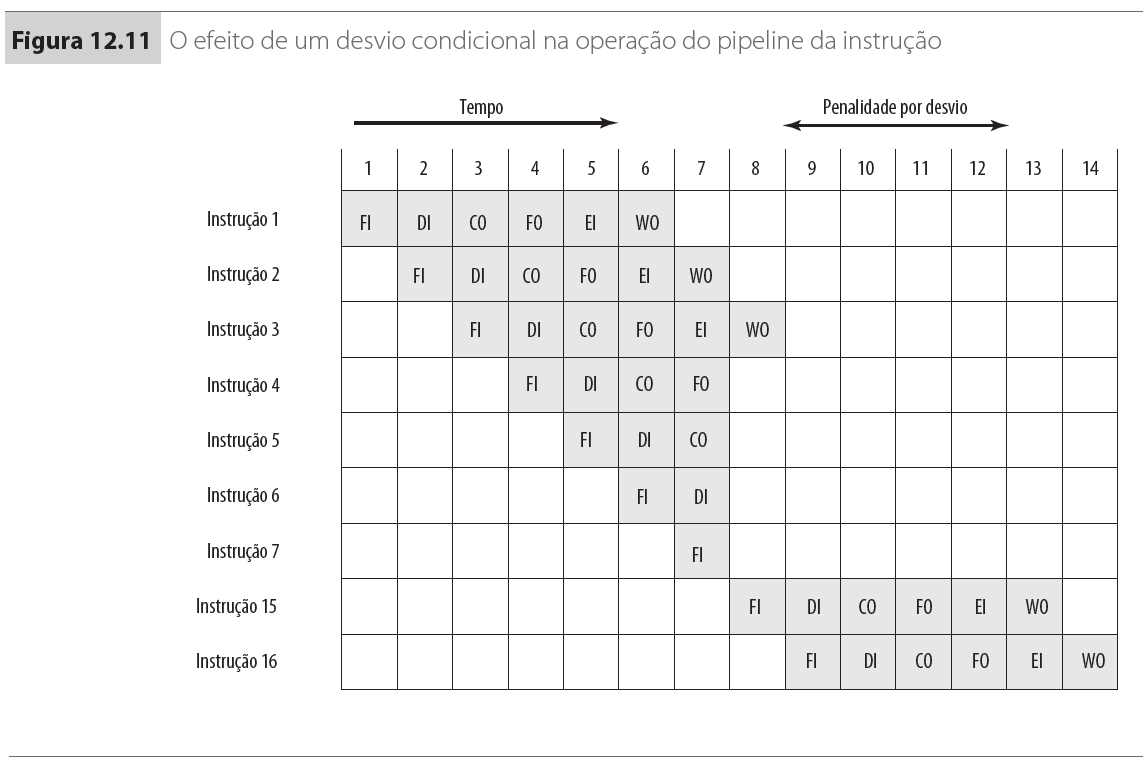 Figura 12.11 O efeito de um desvio condicional na operação do pipeline da instrução
Tempo Penalidade por desvio
1 2 3 4 5 6 7 8 9 10 11 12 13 14
Instrução 1 FI DI CO FO EI WO
Instrução 2 FI DI CO FO EI WO
Instrução 3 FI DI CO FO EI WO
Instrução 4 FI DI CO FO
Instrução 5 FI DI CO
Instrução 6 FI DI
Instrução 7 FI
Instrução 15 FI DI CO FO EI WO
Instrução 16 FI DI CO FO EI WO